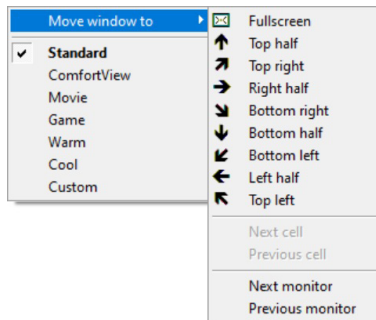 Move window to
Standard
ComfortView
Movie
Game
Warm
Cool
Custom
Fullscreen
Top half
Top right
Right half
Bottom right
Bottom half
Bottom left
Left half
Top left
Next cell
Previous cell
Next monitor
Previous monitor